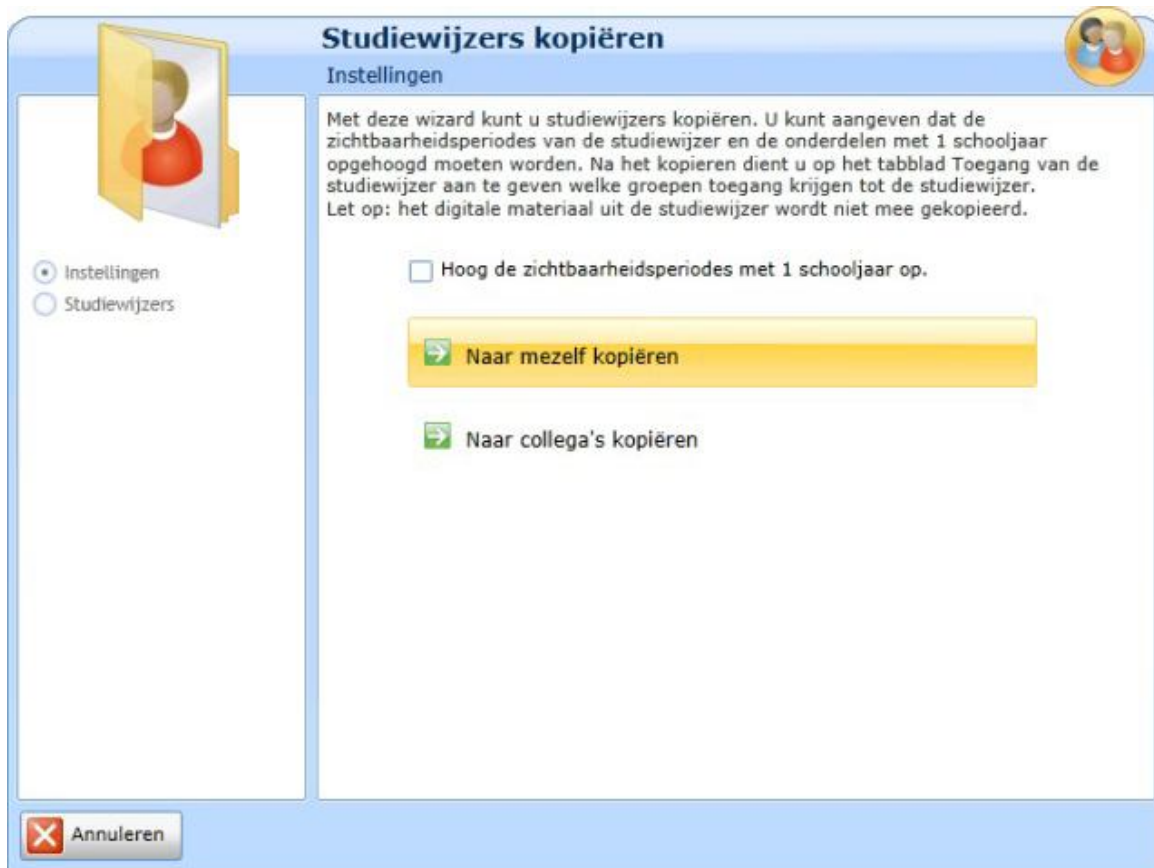 Studiewijzers kopiëren
Instellingen
Met deze wizard kunt u studiewijzers kopiëren. U kunt aangeven dat de
zichtbaarheidsperiodes van de studiewijzer en de onderdelen met 1 schooljaar
opgehoogd moeten worden. Na het kopieren dient u op het tabblad Toegang van de
studiewijzer aan te geven welke groepen toegang krijgen tot de studiewijzer.
Let op: het digitale materiaal uit de studiewijzer wordt niet mee gekopieerd.
Instellingen
Studiewijzers
Hoog de zichtbaarheidsperiodes met 1 schooljaar op.
Naar mezelf kopiëren
Naar collega's kopiëren
Annuleren